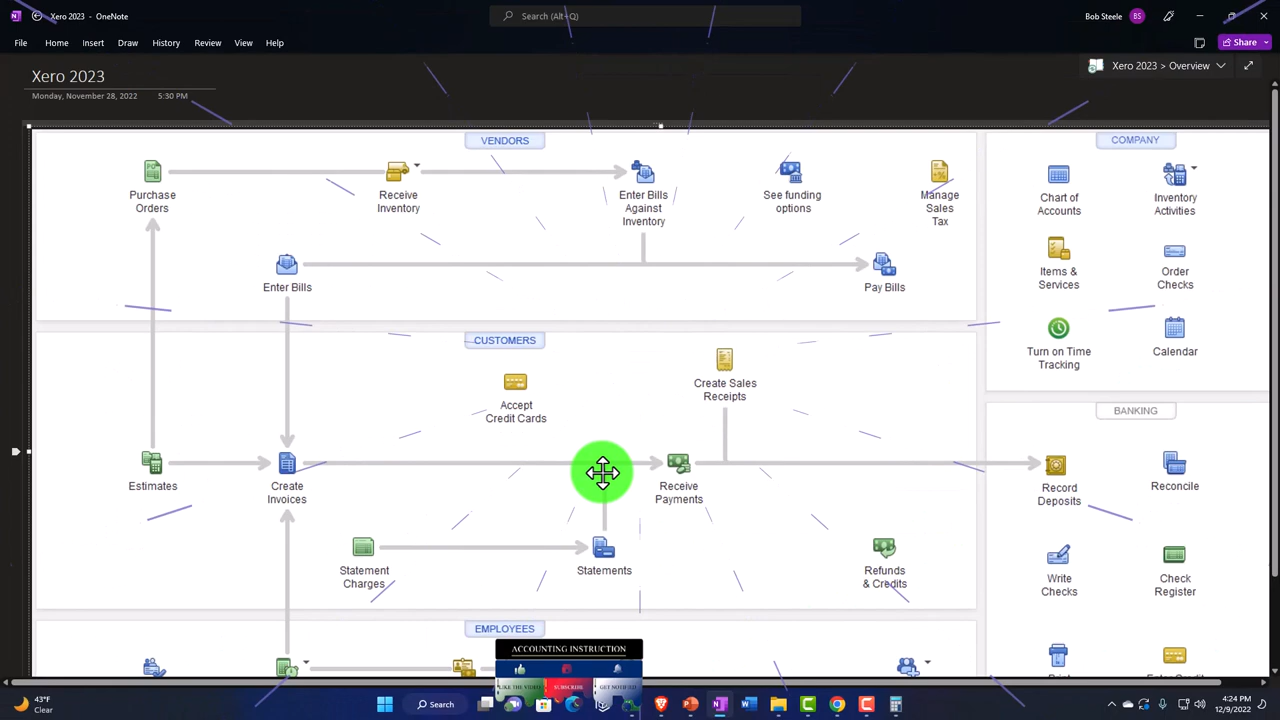 Xero 2023 - OneNote
Search (Alt+Q)
Bob Steele
BS
File
Home
Insert
Draw
History
Review
View
Help
Share
Xero 2023
Monday, November 28, 2022
5:30 PM
Xero 2023 > Overview
VENDORS
COMPANY
Purchase
Orders
Receive
Inventory
Enter Bills
Against
Inventory
See funding
options
Manage
Sales
Tax
Chart of
Accounts
Inventory
Activities
Enter Bills
Pay Bills
Items &
Services
Order
Checks
Turn on Time
Tracking
Calendar
CUSTOMERS
Accept
Credit Cards
Create Sales
Receipts
BANKING
Estimates
Create
Invoices
Receive
Payments
Record
Deposits
Reconcile
Statement
Charges
Statements
Refunds
& Credits
Write
Checks
Check
Register
EMPLOYEES
ACCOUNTING INSTRUCTION
LIKE THE VIDEO
SUBSCRIBE
43°F
Clear
Search
4:24 PM
12/9/2022